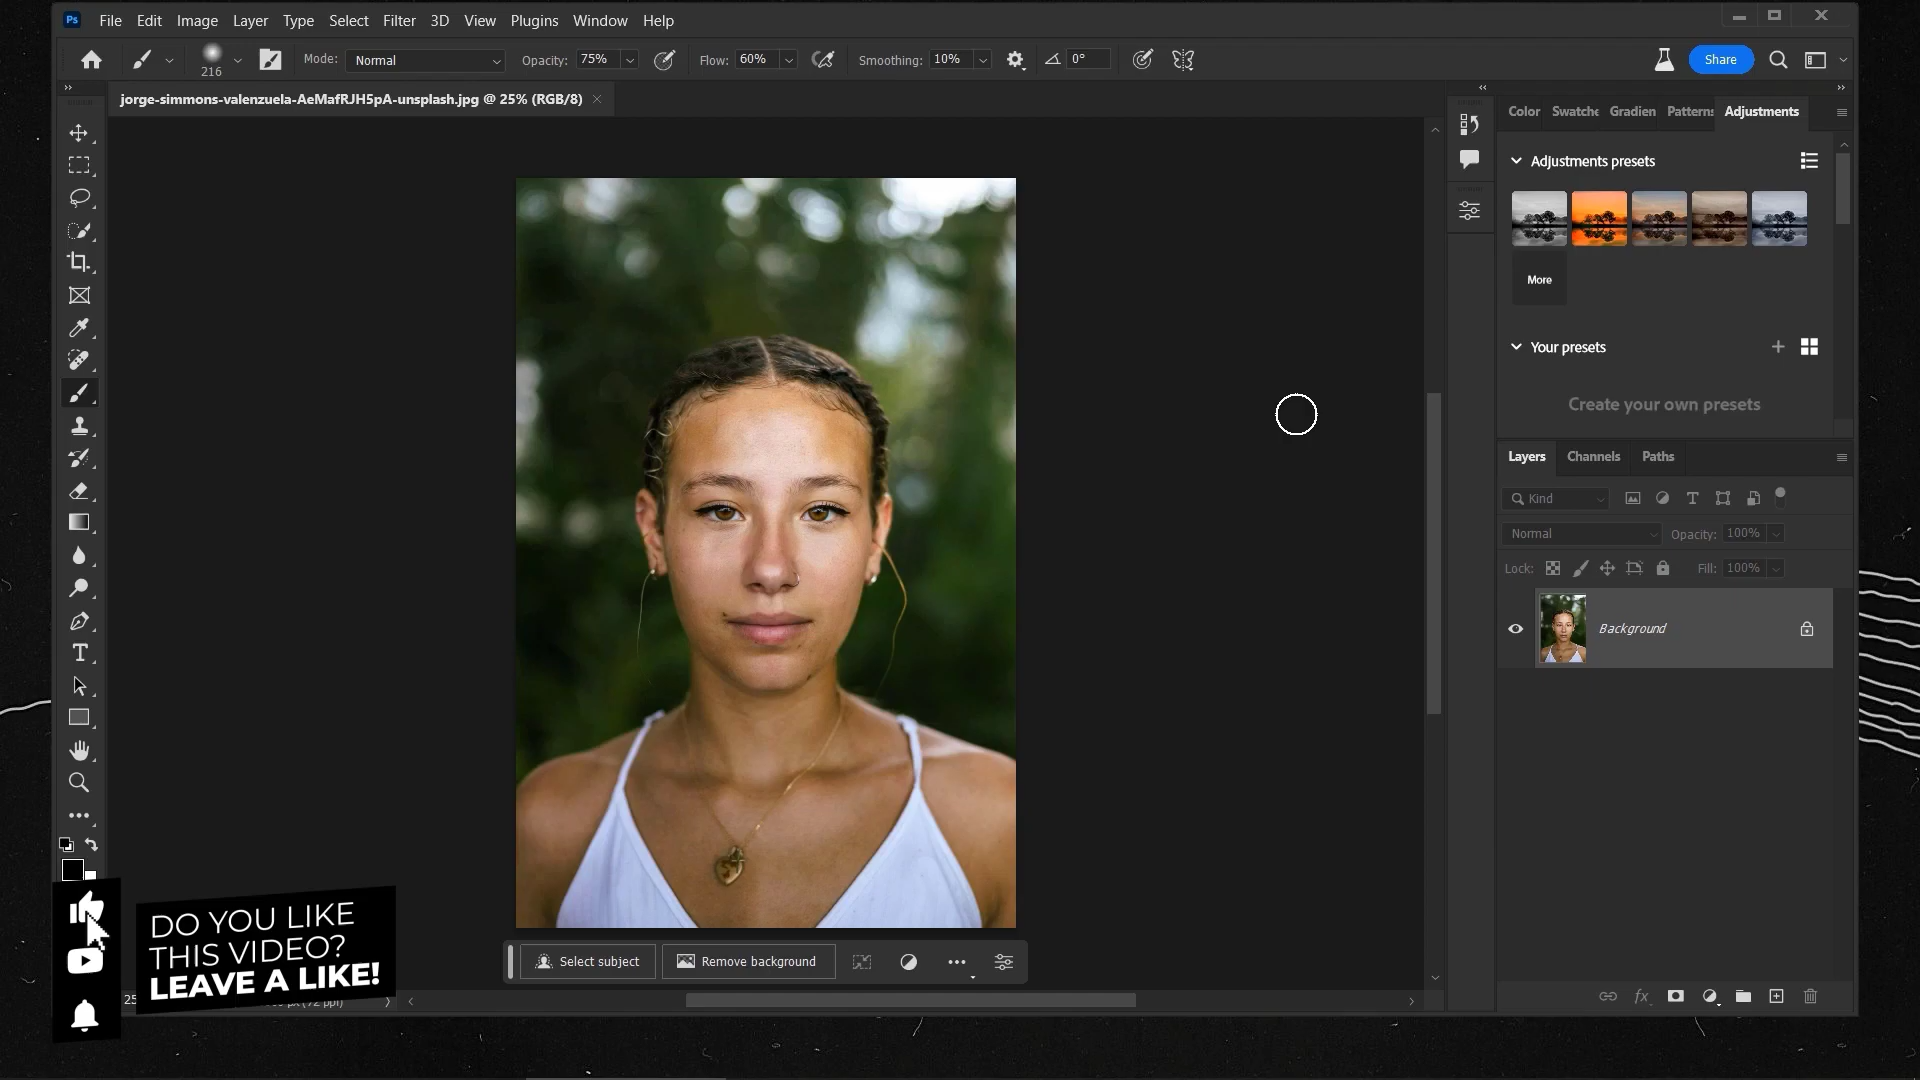 Ps File Edit Image Layer Type Select Filter 3D View Plugins Window Help
216 Mode: Normal Opacity: 75% Flow: 60% Smoothing: 10% 0° Share
jorge-simmons-valenzuela-AeMafRJH5pA-unsplash.jpg @ 25% (RGB/8)
Color Swatche Gradien Patterns Adjustments
Adjustments presets
More
Your presets
Create your own presets
Layers Channels Paths
Kind
Normal Opacity: 100%
Lock: Fill: 100%
Background
Select subject Remove background
DO YOU LIKE
THIS VIDEO?
LEAVE A LIKE!